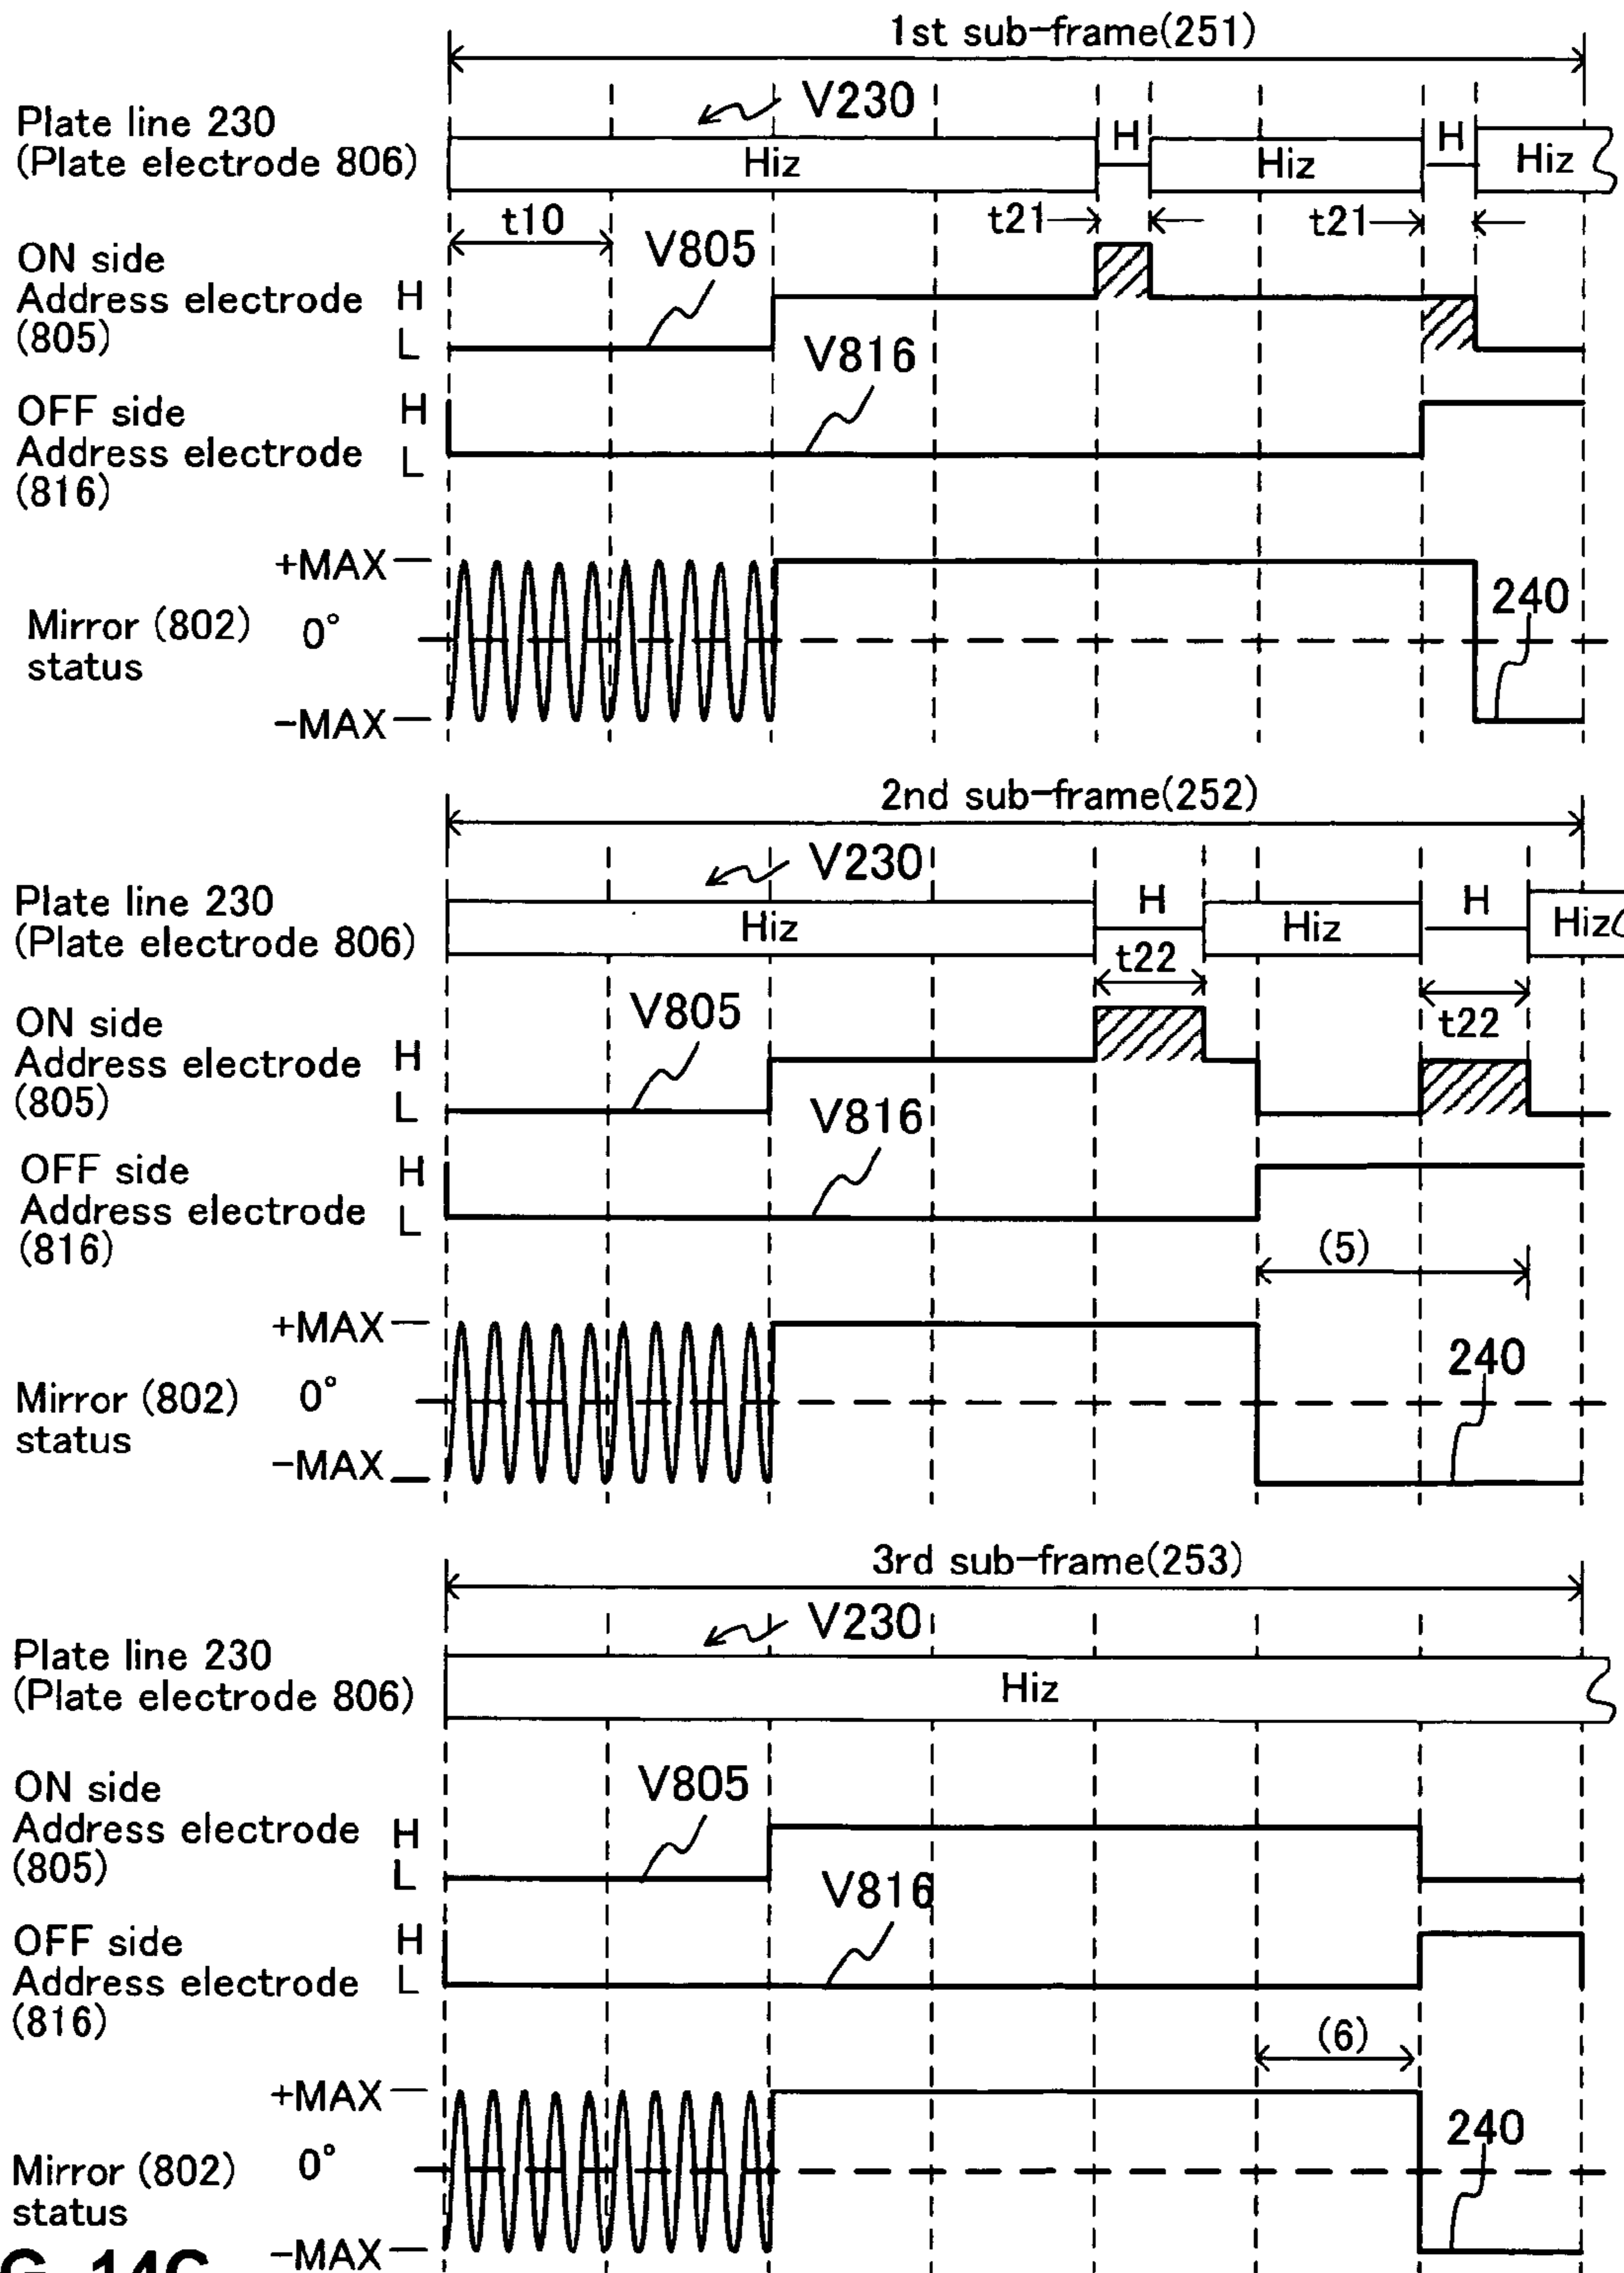 1st sub-frame(251)
V230
Plate line 230
(Plate electrode 806)
Hiz
H
Hiz
H
Hiz
t10
t21
t21
ON side
Address electrode
(805)
H
L
V805
V816
OFF side
Address electrode
(816)
H
L
+MAX
Mirror (802)
status
0°
-MAX
240
2nd sub-frame(252)
V230
Plate line 230
(Plate electrode 806)
Hiz
H
Hiz
H
Hiz
t22
t22
ON side
Address electrode
(805)
H
L
V805
V816
OFF side
Address electrode
(816)
H
L
(5)
+MAX
Mirror (802)
status
0°
-MAX
240
3rd sub-frame(253)
V230
Plate line 230
(Plate electrode 806)
Hiz
ON side
Address electrode
(805)
H
L
V805
V816
OFF side
Address electrode
(816)
H
L
(6)
+MAX
Mirror (802)
status
0°
-MAX
240